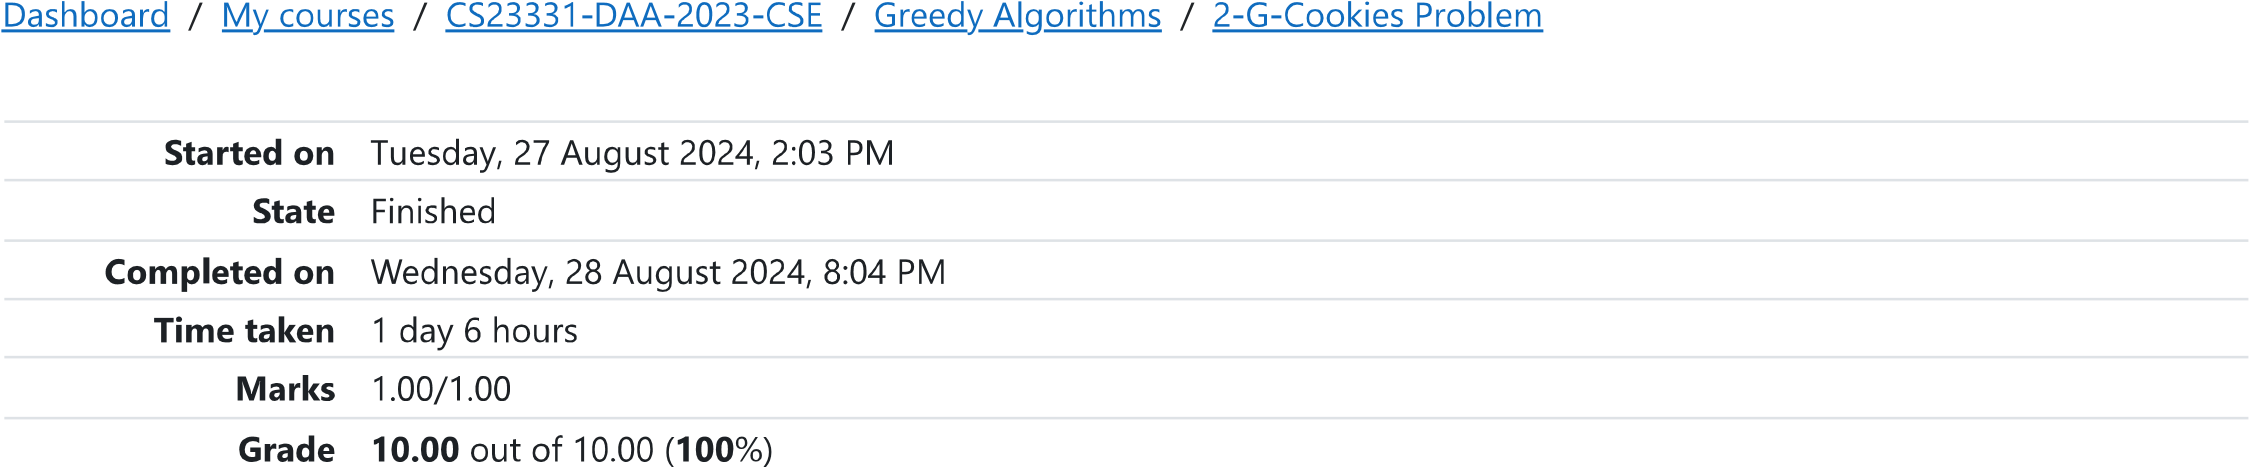 Dashboard / My courses / CS23331-DAA-2023-CSE / Greedy Algorithms / 2-G-Cookies Problem
Started on Tuesday, 27 August 2024, 2:03 PM
State Finished
Completed on Wednesday, 28 August 2024, 8:04 PM
Time taken 1 day 6 hours
Marks 1.00/1.00
Grade 10.00 out of 10.00 (100%)